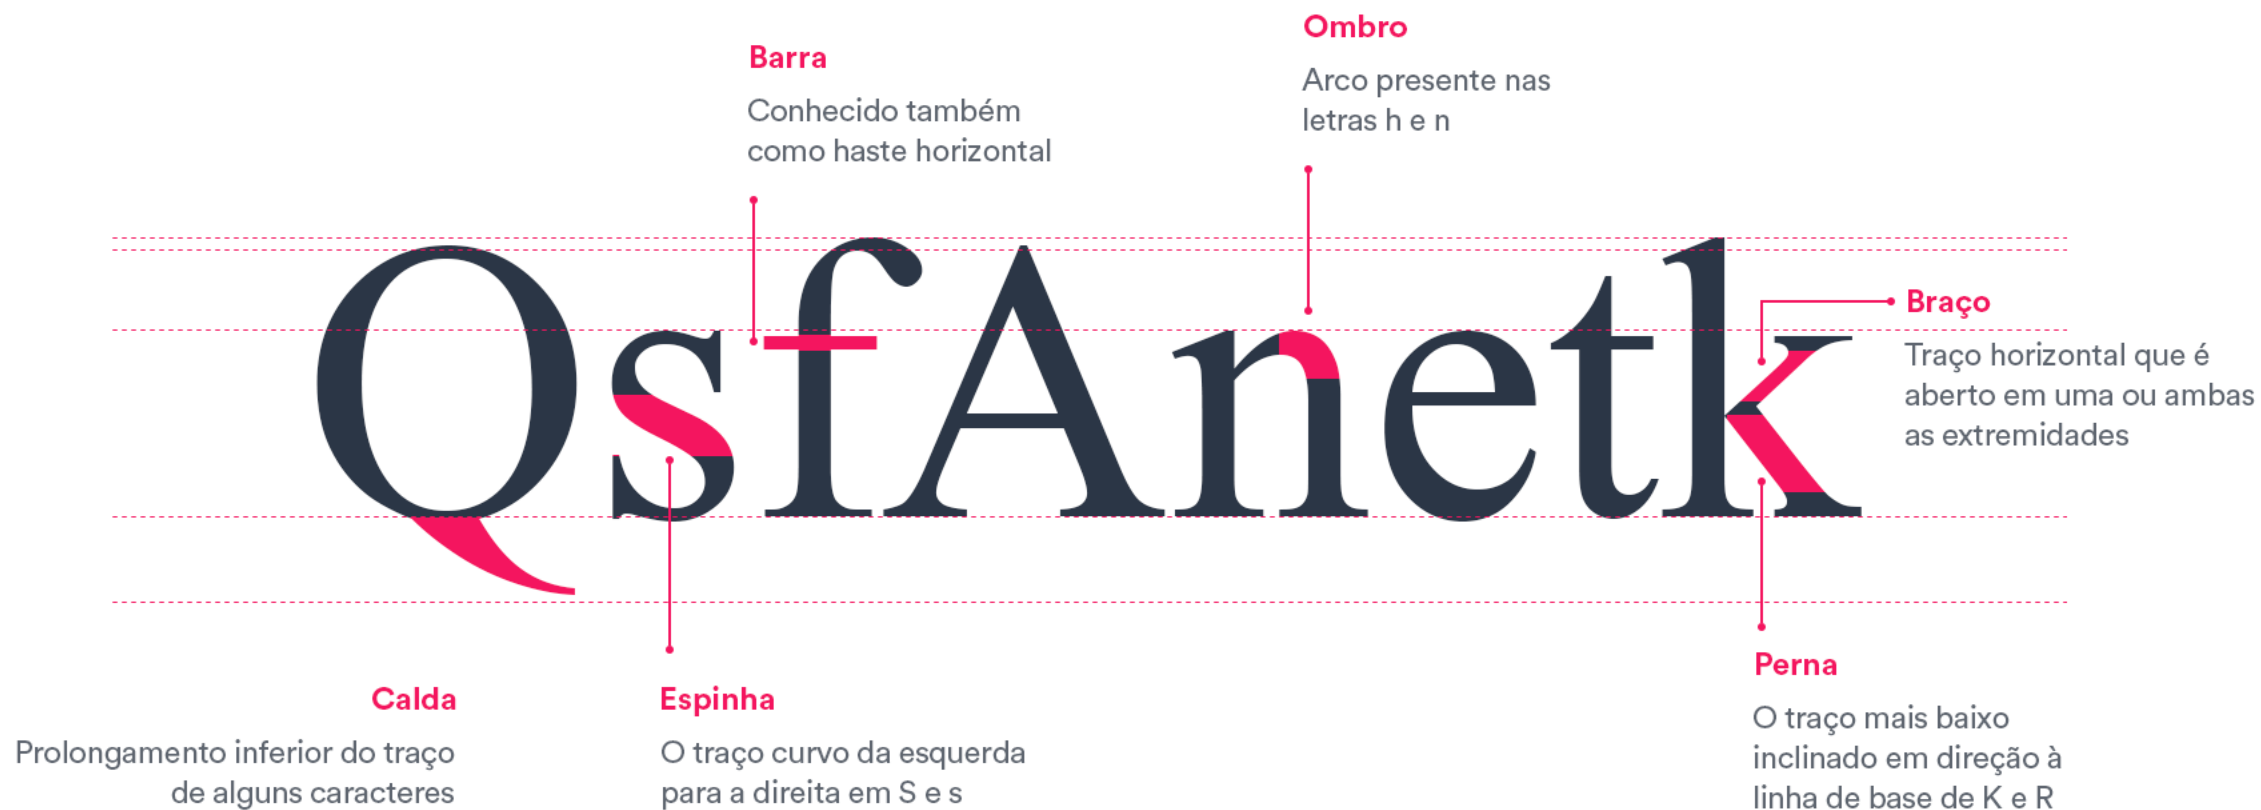 Ombro
Arco presente nas
letras h e n
Barra
Conhecido também
como haste horizontal
QsfAnetk
Braço
Traço horizontal que é
aberto em uma ou ambas
as extremidades
Calda
Prolongamento inferior do traço
de alguns caracteres
Espinha
O traço curvo da esquerda
para a direita em S e s
Perna
O traço mais baixo
inclinado em direção à
linha de base de K e R